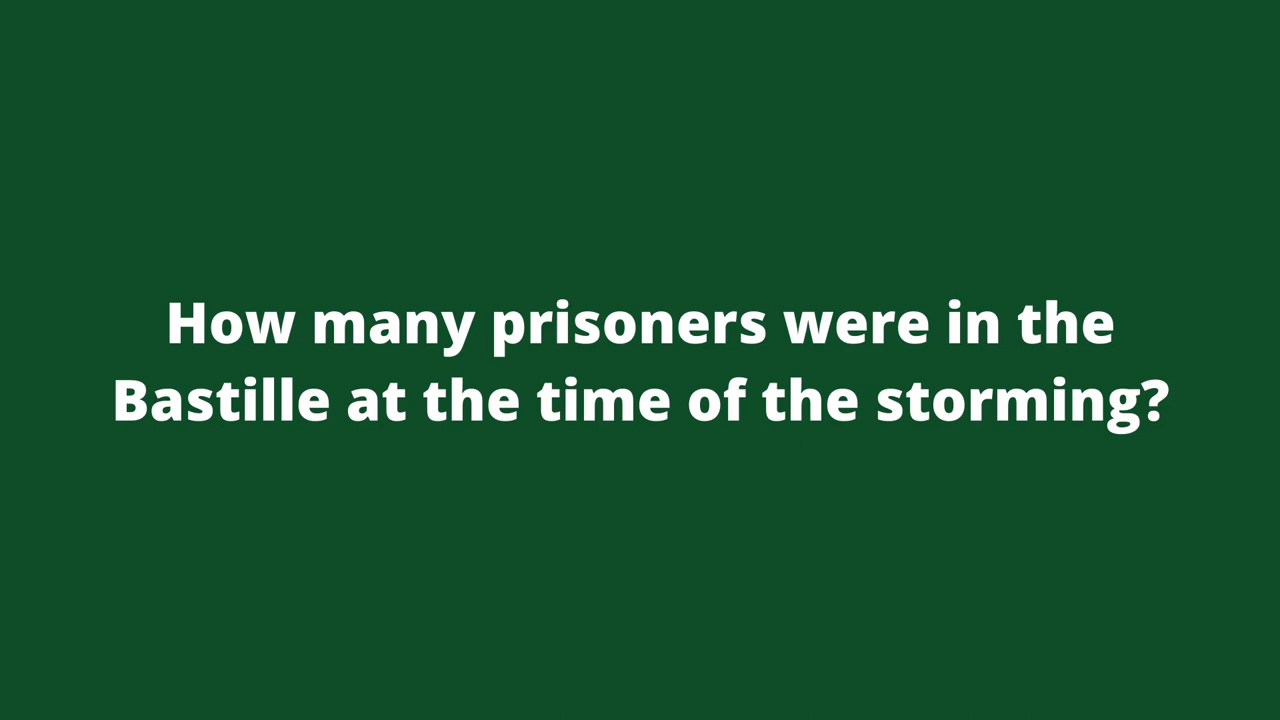 How many prisoners were in the
Bastille at the time of the storming?